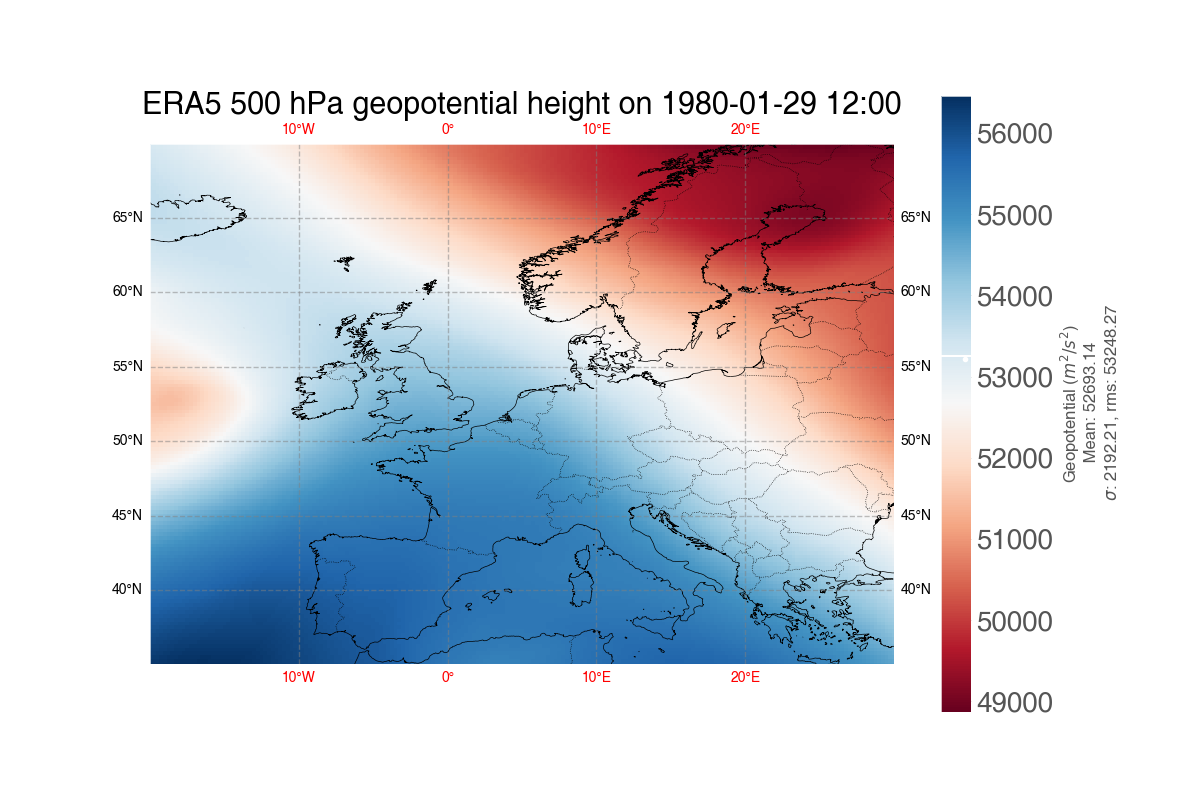 ERA5 500 hPa geopotential height on 1980-01-29 12:00
10°W 0° 10°E 20°E
65°N 65°N
60°N 60°N
55°N 55°N
50°N 50°N
45°N 45°N
40°N 40°N
10°W 0° 10°E 20°E
56000
55000
54000
53000
52000
51000
50000
49000
Geopotential (m²/s²)
Mean: 52693.14
σ: 2192.21, rms: 53248.27